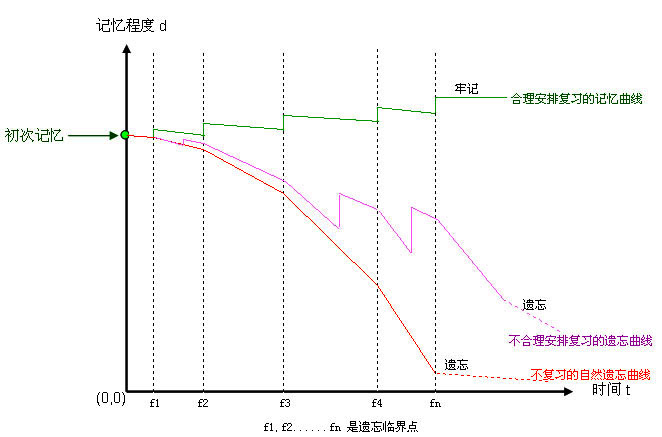 记忆程度 d
牢记
合理安排复习的记忆曲线
初次记忆
遗忘
不合理安排复习的遗忘曲线
遗忘
不复习的自然遗忘曲线
(0,0)
时间 t
f1 f2 f3 f4 fn
f1, f2. . . . . . fn 是遗忘临界点